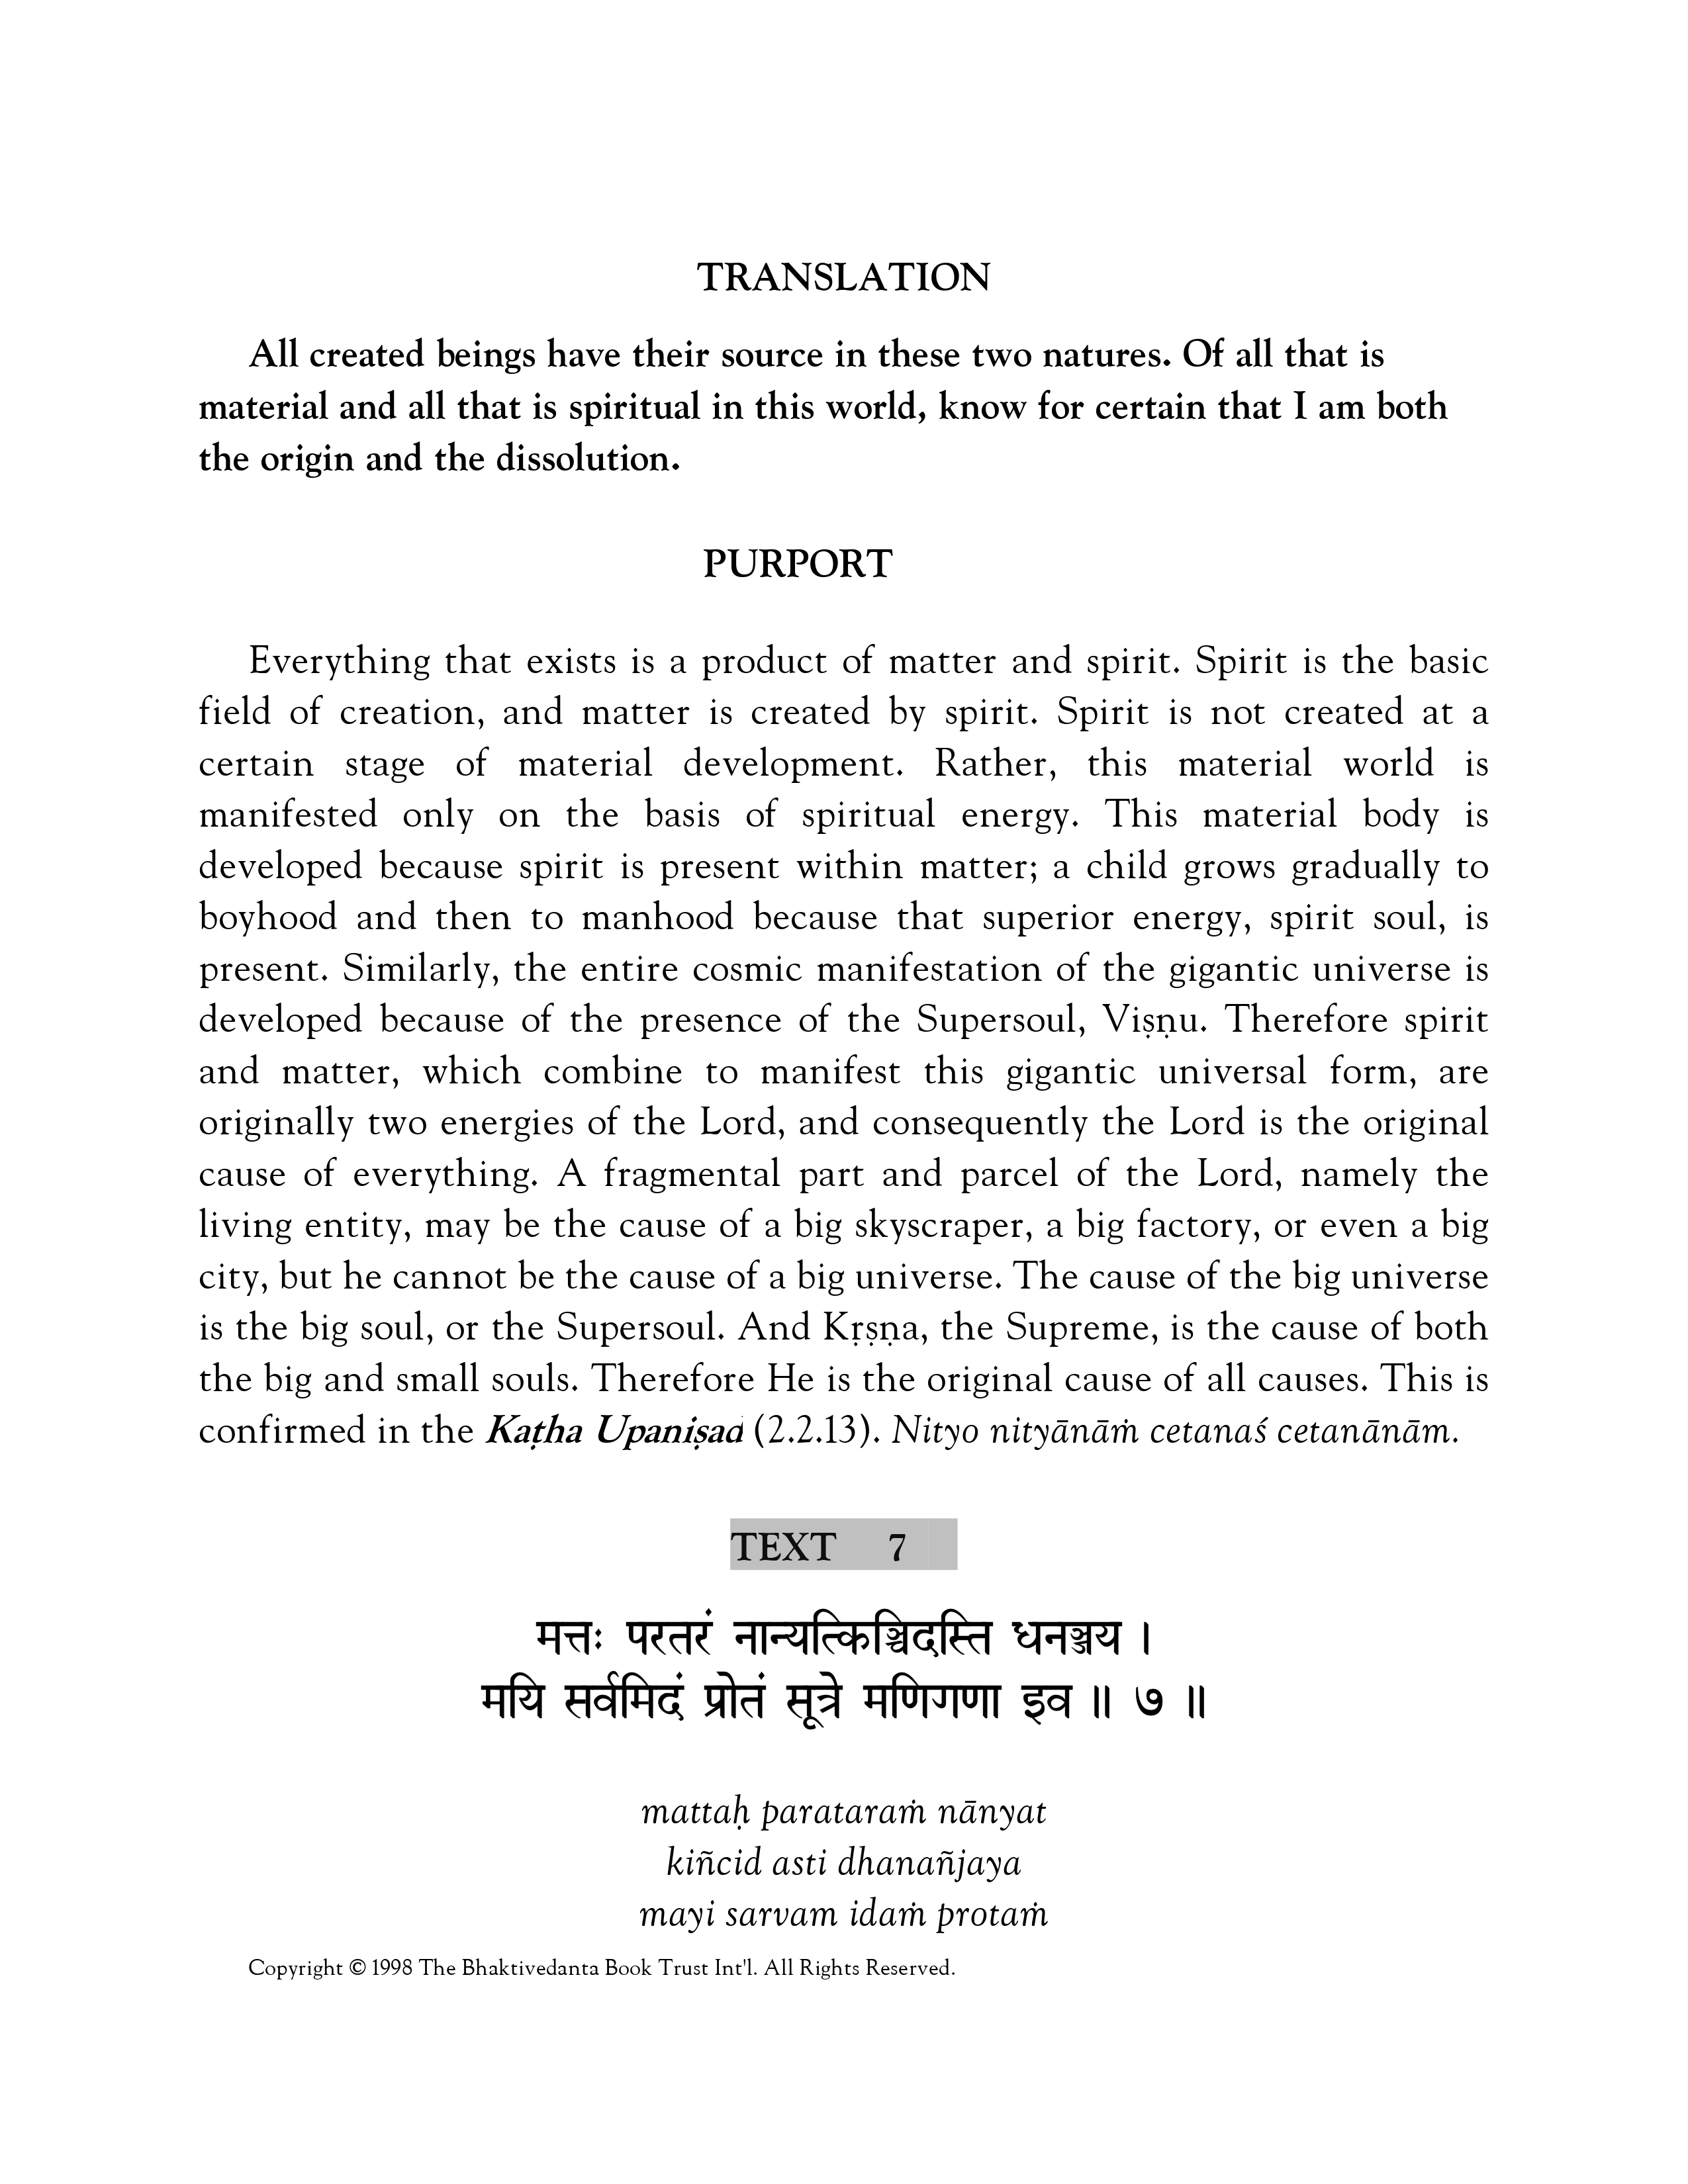 TRANSLATION
All created beings have their source in these two natures. Of all that is
material and all that is spiritual in this world, know for certain that I am both
the origin and the dissolution.
PURPORT
Everything that exists is a product of matter and spirit. Spirit is the basic
field of creation, and matter is created by spirit. Spirit is not created at a
certain stage of material development. Rather, this material world is
manifested only on the basis of spiritual energy. This material body is
developed because spirit is present within matter; a child grows gradually to
boyhood and then to manhood because that superior energy, spirit soul, is
present. Similarly, the entire cosmic manifestation of the gigantic universe is
developed because of the presence of the Supersoul, Viṣṇu. Therefore spirit
and matter, which combine to manifest this gigantic universal form, are
originally two energies of the Lord, and consequently the Lord is the original
cause of everything. A fragmental part and parcel of the Lord, namely the
living entity, may be the cause of a big skyscraper, a big factory, or even a big
city, but he cannot be the cause of a big universe. The cause of the big universe
is the big soul, or the Supersoul. And Kṛṣṇa, the Supreme, is the cause of both
the big and small souls. Therefore He is the original cause of all causes. This is
confirmed in the Kaṭha Upaniṣad (2.2.13). Nityo nityānāṁ cetanaś cetanānām.
TEXT 7
मत्तः परतरं नान्यत्किञ्चिदस्ति धनञ्जय ।
मयि सर्वमिदं प्रोतं सूत्रे मणिगणा इव ॥ ७ ॥
mattaḥ parataraṁ nānyat
kiñcid asti dhanañjaya
mayi sarvam idaṁ protaṁ
Copyright © 1998 The Bhaktivedanta Book Trust Int'l. All Rights Reserved.